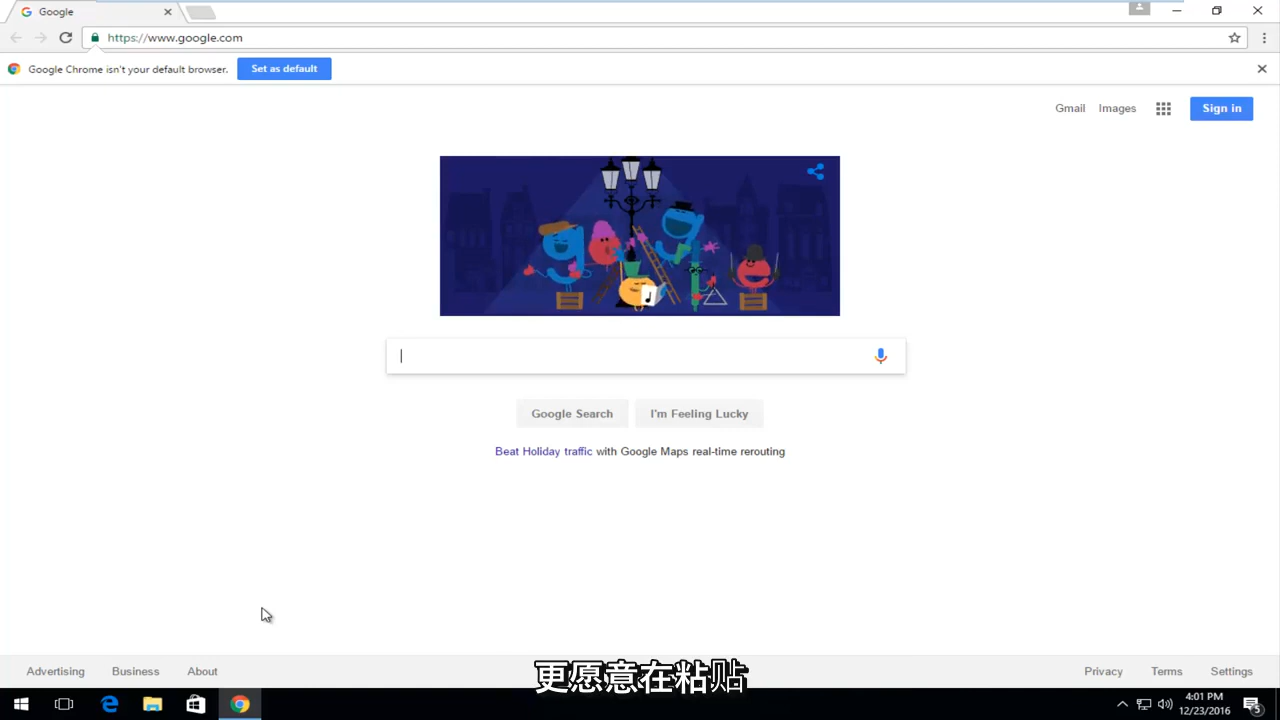 Google
https://www.google.com
Google Chrome isn't your default browser. Set as default
Gmail Images Sign in
Google Search I'm Feeling Lucky
Beat Holiday traffic with Google Maps real-time rerouting
Advertising Business About
更愿意在粘贴
Privacy Terms Settings
4:01 PM
12/23/2016
5